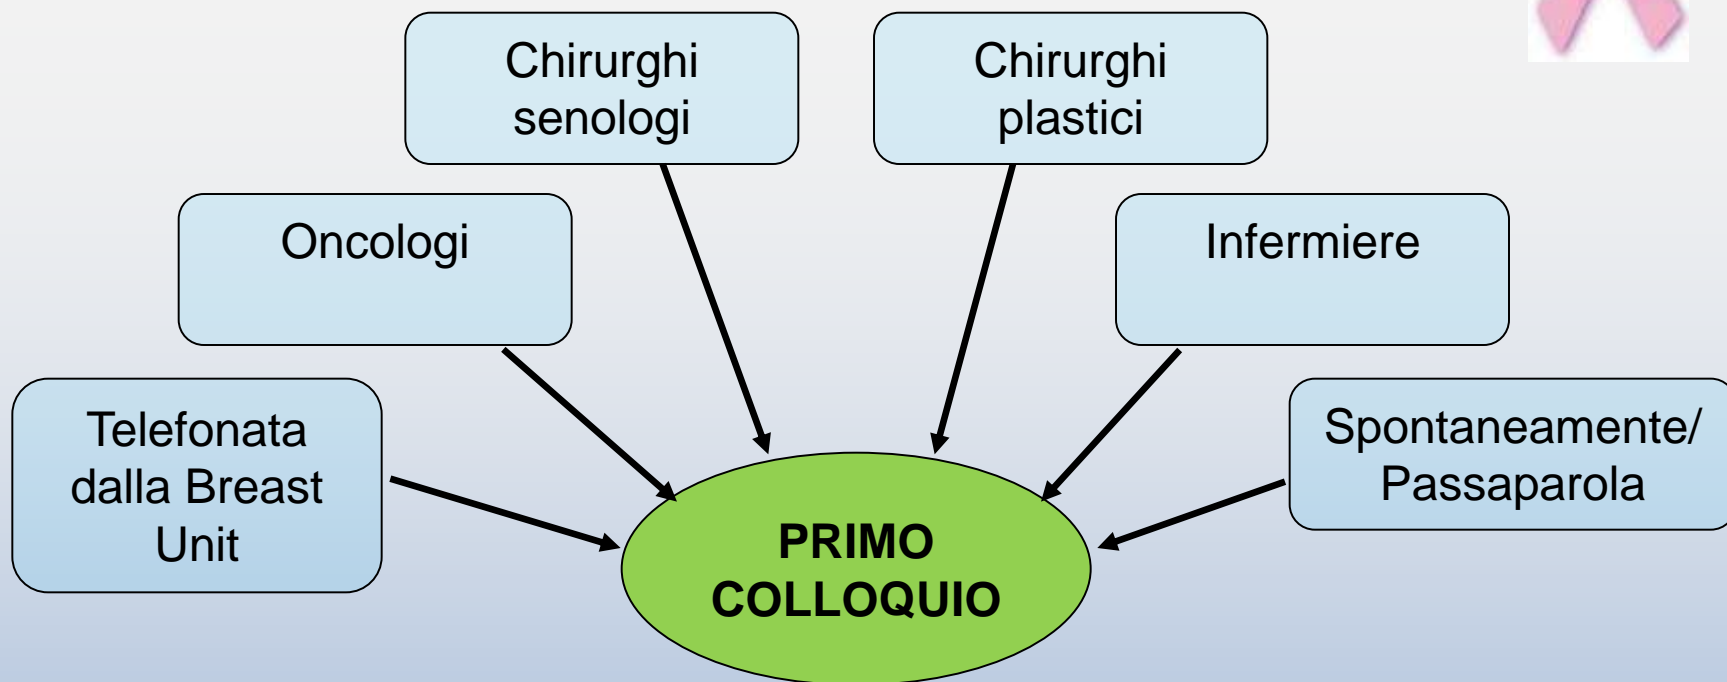 Chirurghi
senologi
Chirurghi
plastici
Oncologi
Infermiere
Telefonata
dalla Breast
Unit
Spontaneamente/
Passaparola
PRIMO
COLLOQUIO